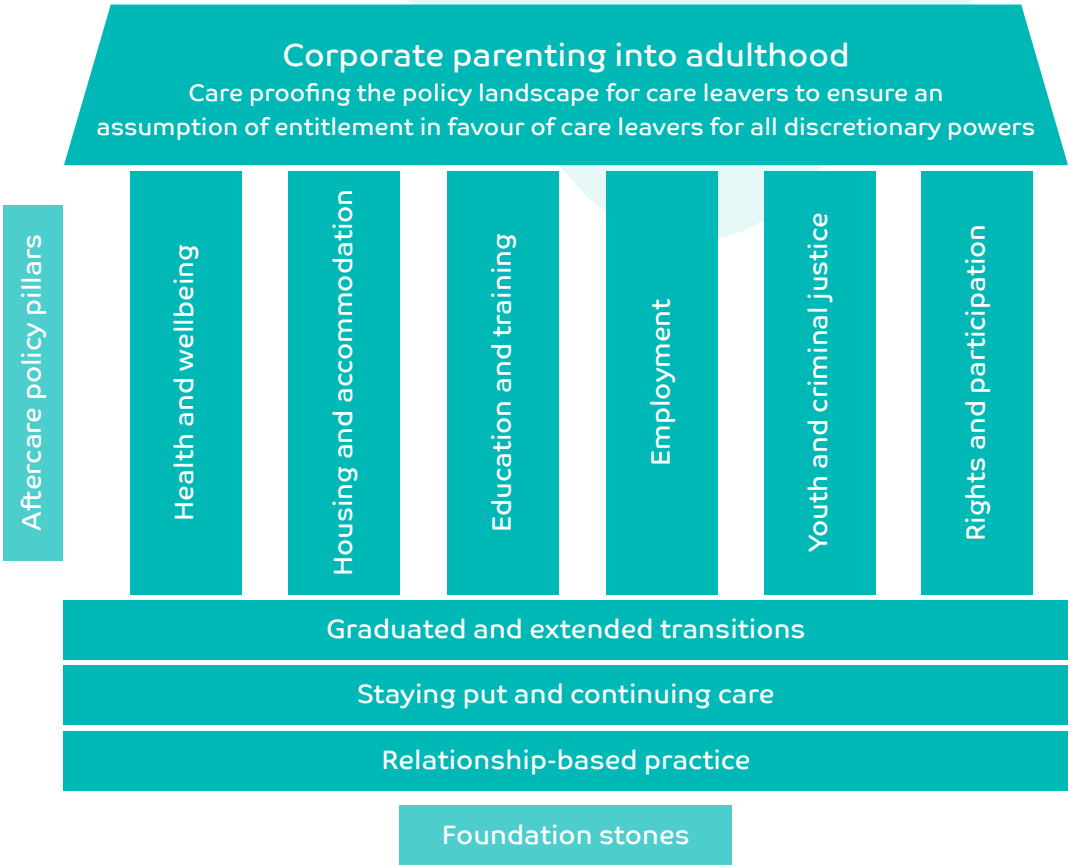 Corporate parenting into adulthood
Care proofing the policy landscape for care leavers to ensure an
assumption of entitlement in favour of care leavers for all discretionary powers
Aftercare policy pillars
Health and wellbeing
Housing and accommodation
Education and training
Employment
Youth and criminal justice
Rights and participation
Graduated and extended transitions
Staying put and continuing care
Relationship-based practice
Foundation stones